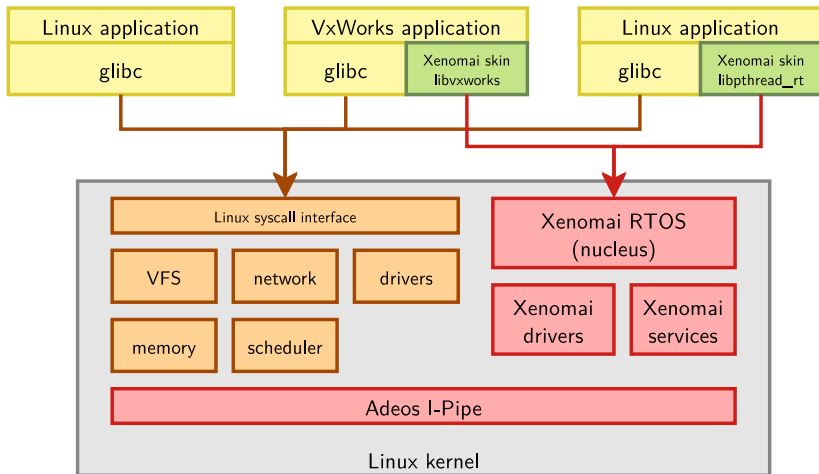 Linux application
VxWorks application
Linux application
glibc
glibc
Xenomai skin
libvxworks
glibc
Xenomai skin
libpthread_rt
Linux syscall interface
Xenomai RTOS
(nucleus)
VFS
network
drivers
Xenomai
drivers
Xenomai
services
memory
scheduler
Adeos I-Pipe
Linux kernel